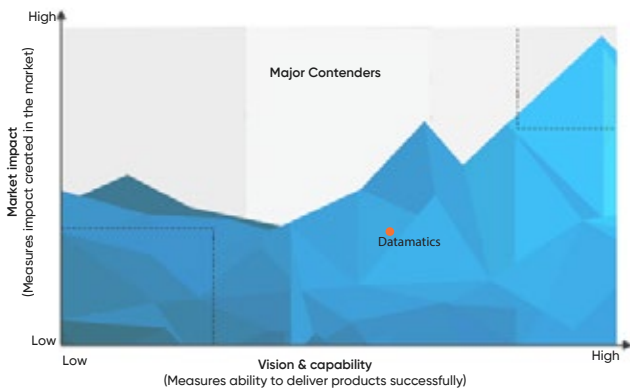 High
Major Contenders
Market impact
(Measures impact created in the market)
Datamatics
Low
Low
High
Vision & capability
(Measures ability to deliver products successfully)